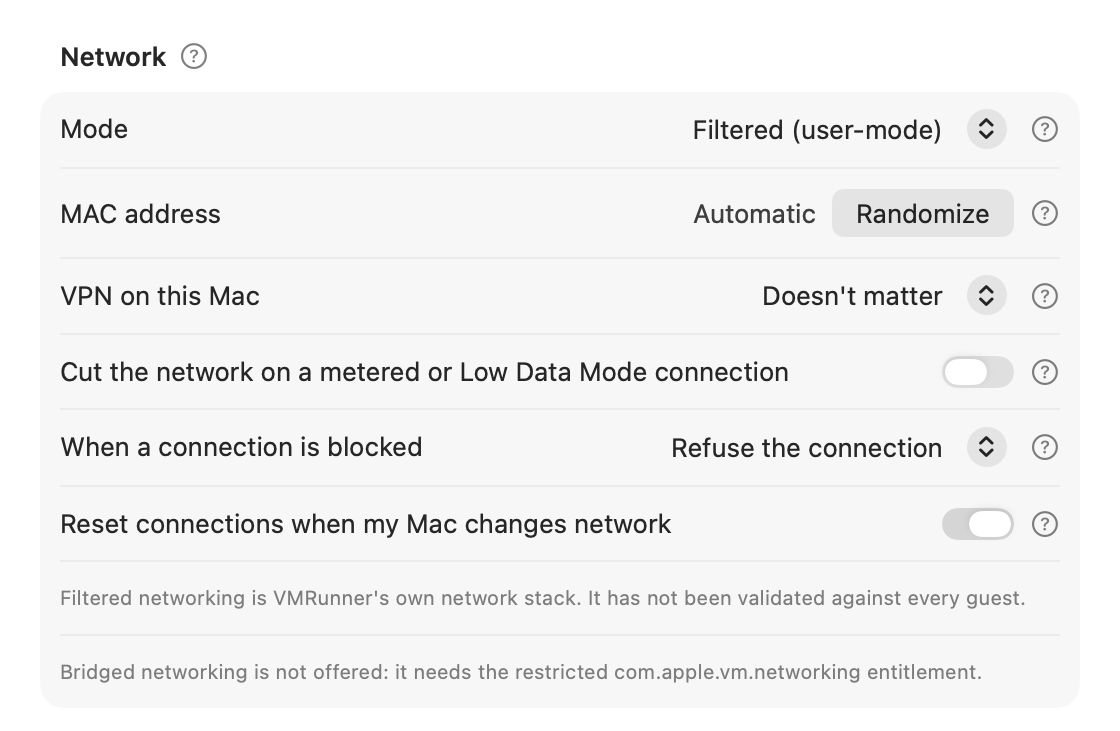 Network ?
Mode Filtered (user-mode) ?
MAC address Automatic Randomize ?
VPN on this Mac Doesn't matter ?
Cut the network on a metered or Low Data Mode connection ?
When a connection is blocked Refuse the connection ?
Reset connections when my Mac changes network ?
Filtered networking is VMRunner's own network stack. It has not been validated against every guest.
Bridged networking is not offered: it needs the restricted com.apple.vm.networking entitlement.